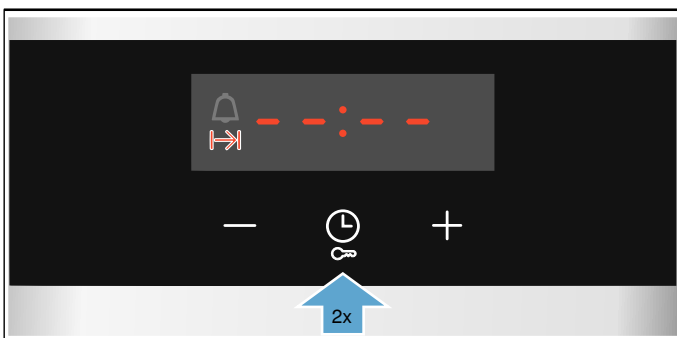 – –:– –
2x